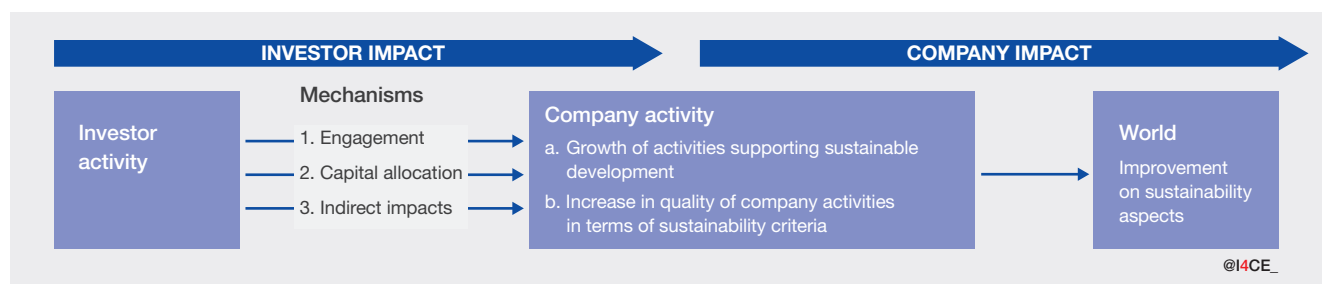 INVESTOR IMPACT
COMPANY IMPACT
Investor
activity
Mechanisms
1. Engagement
2. Capital allocation
3. Indirect impacts
Company activity
a. Growth of activities supporting sustainable
development
b. Increase in quality of company activities
in terms of sustainability criteria
World
Improvement
on sustainability
aspects
@I4CE_